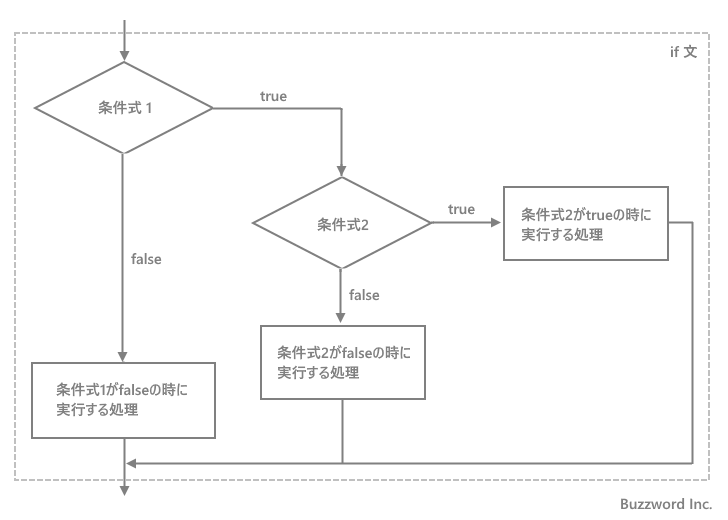 if 文
条件式 1
true
条件式2
true
条件式2がtrueの時に
実行する処理
false
false
条件式2がfalseの時に
実行する処理
条件式1がfalseの時に
実行する処理
Buzzword Inc.